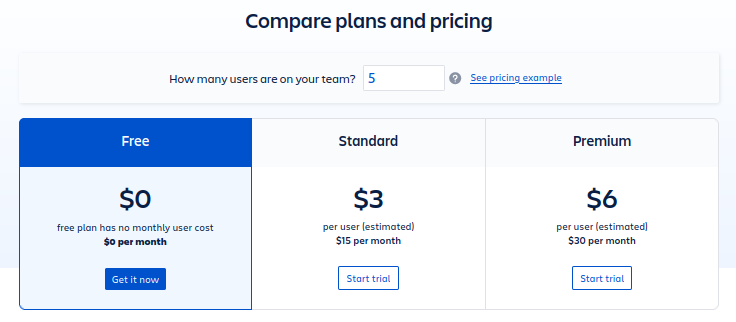 Compare plans and pricing
How many users are on your team? 5 ? See pricing example
Free
Standard
Premium
$0
free plan has no monthly user cost
$0 per month
Get it now
$3
per user (estimated)
$15 per month
Start trial
$6
per user (estimated)
$30 per month
Start trial